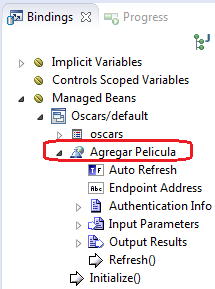 Bindings Progress
Implicit Variables
Controls Scoped Variables
Managed Beans
Oscars/default
oscars
Agregar Pelicula
T F Auto Refresh
Abc Endpoint Address
Authentication Info
Input Parameters
Output Results
Refresh()
Initialize()